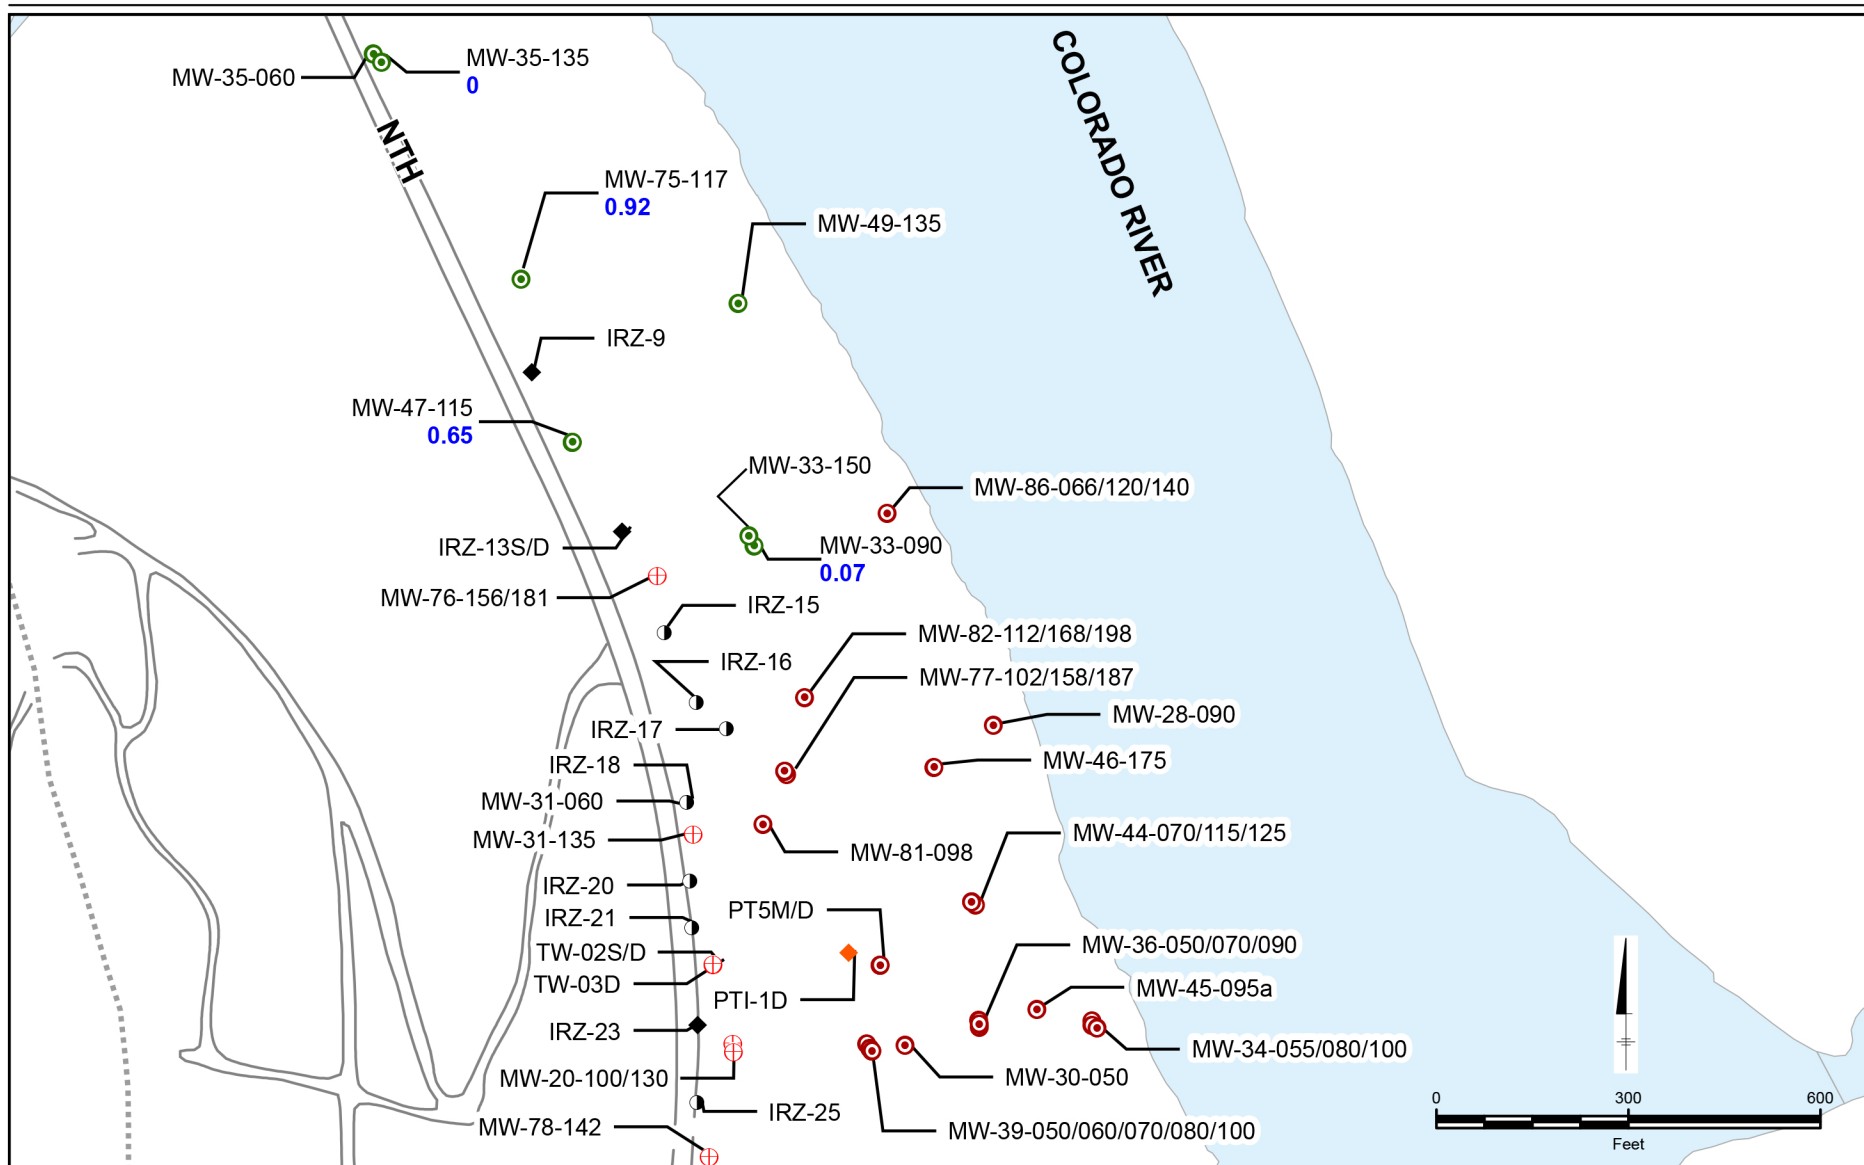 MW-35-060
MW-35-135
0
NTH
COLORADO RIVER
MW-75-117
0.92
MW-49-135
IRZ-9
MW-47-115
0.65
MW-33-150
MW-86-066/120/140
IRZ-13S/D
MW-33-090
0.07
MW-76-156/181
IRZ-15
MW-82-112/168/198
IRZ-16
MW-77-102/158/187
MW-28-090
IRZ-17
MW-46-175
IRZ-18
MW-31-060
MW-31-135
MW-44-070/115/125
MW-81-098
IRZ-20
PT5M/D
IRZ-21
MW-36-050/070/090
TW-02S/D
TW-03D
MW-45-095a
PTI-1D
IRZ-23
MW-34-055/080/100
MW-20-100/130
MW-30-050
IRZ-25
MW-78-142
MW-39-050/060/070/080/100
0 300 600
Feet